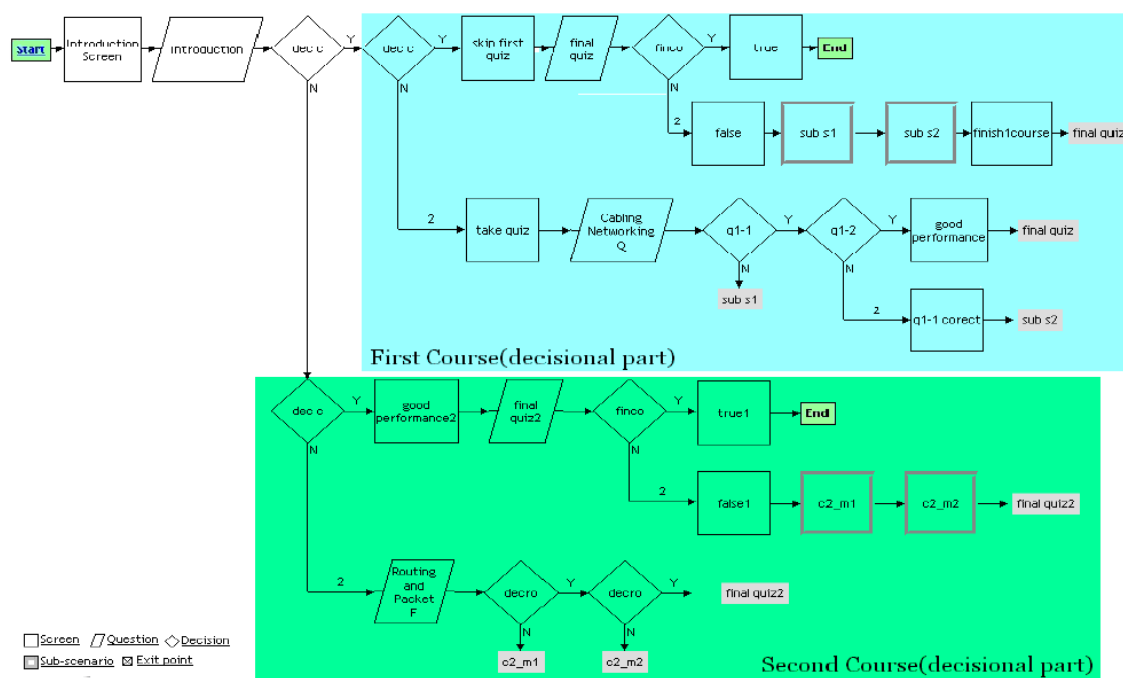 Start
Introduction
Screen
Introduction
dec c
Y
dec c
Y
skip first
quiz
final
quiz
finco
Y
true
End
N
N
N
2
false
sub s1
sub s2
finish1course
final quiz
2
take quiz
Cabling
Networking
Q
q1-1
Y
q1-2
Y
good
performance
final quiz
N
sub s1
N
2
q1-1 corect
sub s2
First Course(decisional part)
dec c
Y
good
performance2
final
quiz2
finco
Y
true1
End
N
N
2
false1
c2_m1
c2_m2
final quiz2
2
Routing
and
Packet
F
decro
Y
decro
Y
final quiz2
N
N
c2_m1
c2_m2
Screen
Question
Decision
Sub-scenario
Exit point
Second Course(decisional part)